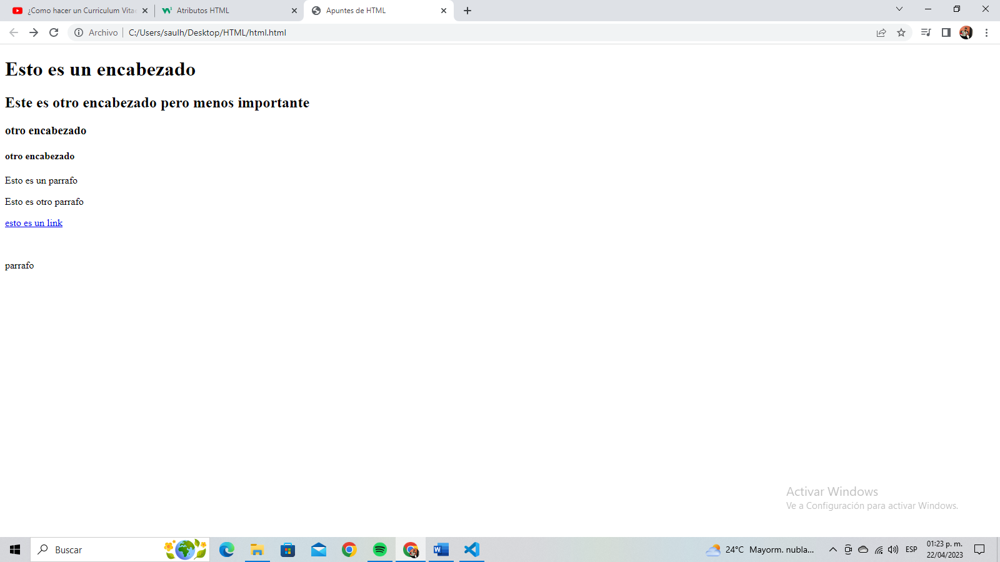 ¿Como hacer un Curriculum Vitae
Atributos HTML
Apuntes de HTML
Archivo
C:/Users/saulh/Desktop/HTML/html.html
Esto es un encabezado
Este es otro encabezado pero menos importante
otro encabezado
otro encabezado
Esto es un parrafo
Esto es otro parrafo
esto es un link
parrafo
Activar Windows
Ve a Configuración para activar Windows.
Buscar
24°C Mayorm. nubla...
ESP
01:23 p. m.
22/04/2023